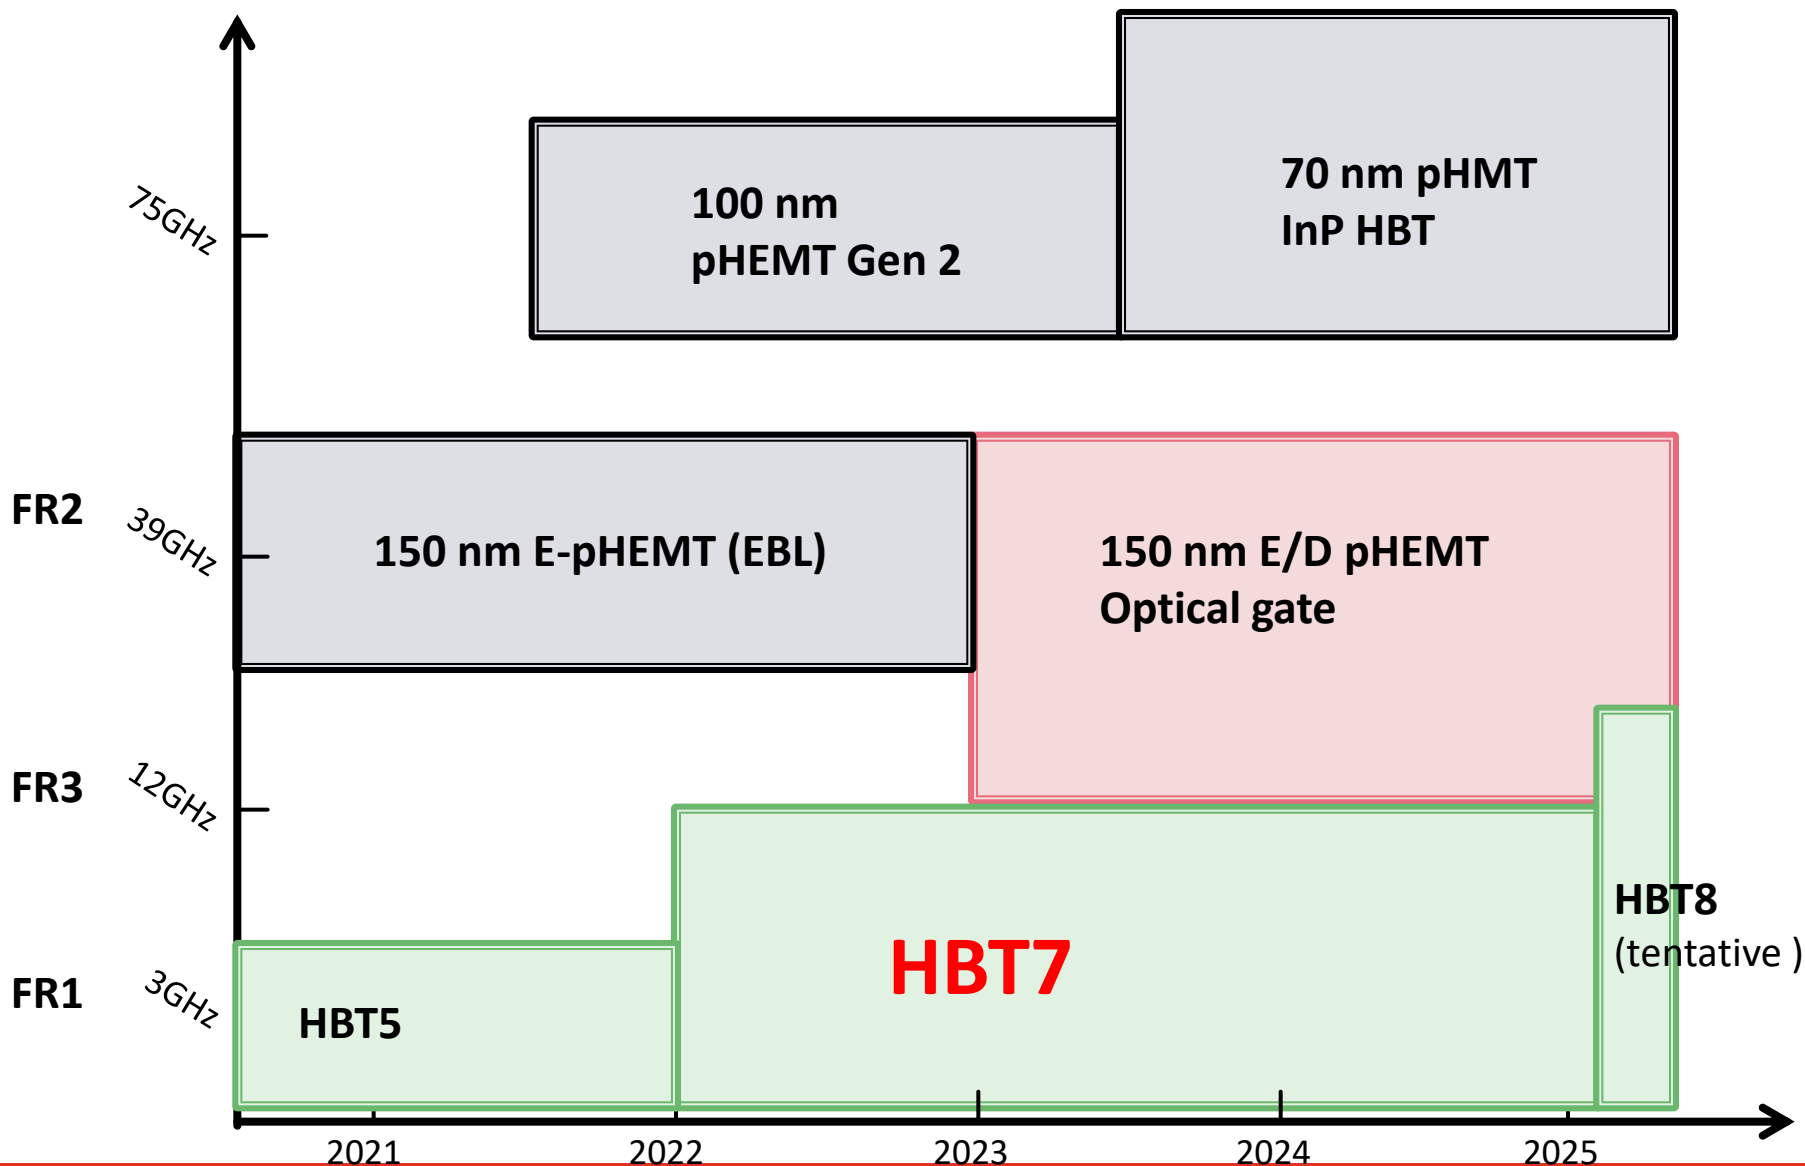 70 nm pHMT
InP HBT
100 nm
pHEMT Gen 2
75GHz
FR2
39GHz
150 nm E-pHEMT (EBL)
150 nm E/D pHEMT
Optical gate
FR3
12GHz
HBT8
(tentative )
HBT7
FR1
3GHz
HBT5
2021
2022
2023
2024
2025